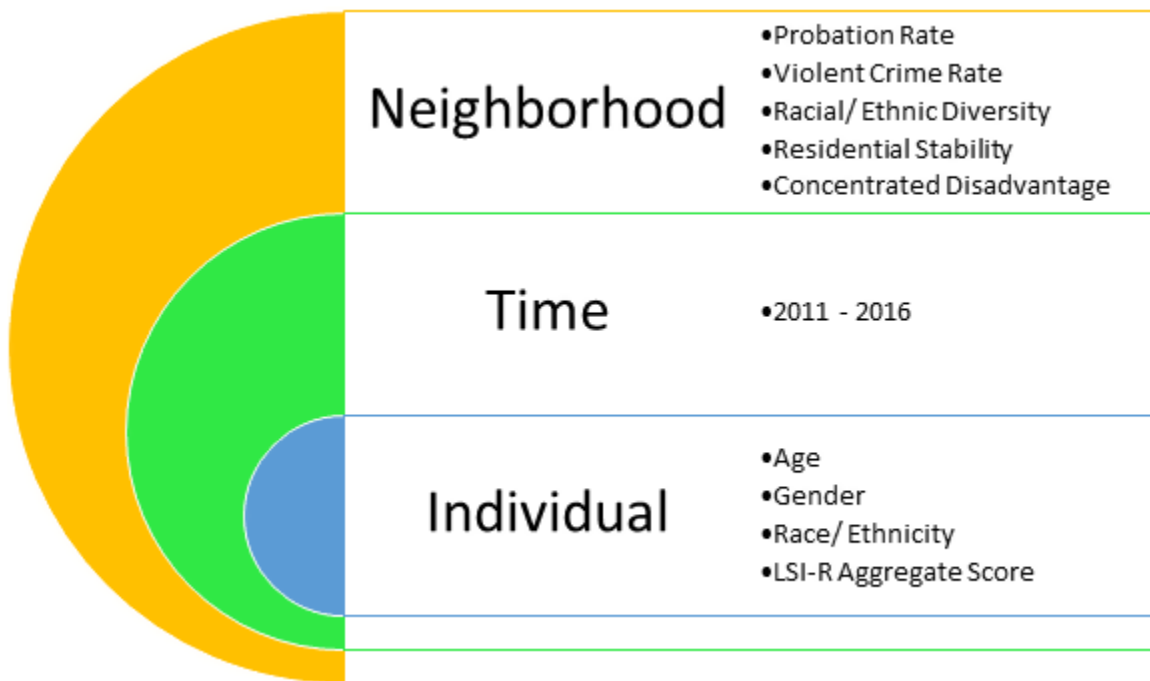 Neighborhood
•Probation Rate
•Violent Crime Rate
•Racial/ Ethnic Diversity
•Residential Stability
•Concentrated Disadvantage
Time
•2011 - 2016
Individual
•Age
•Gender
•Race/ Ethnicity
•LSI-R Aggregate Score